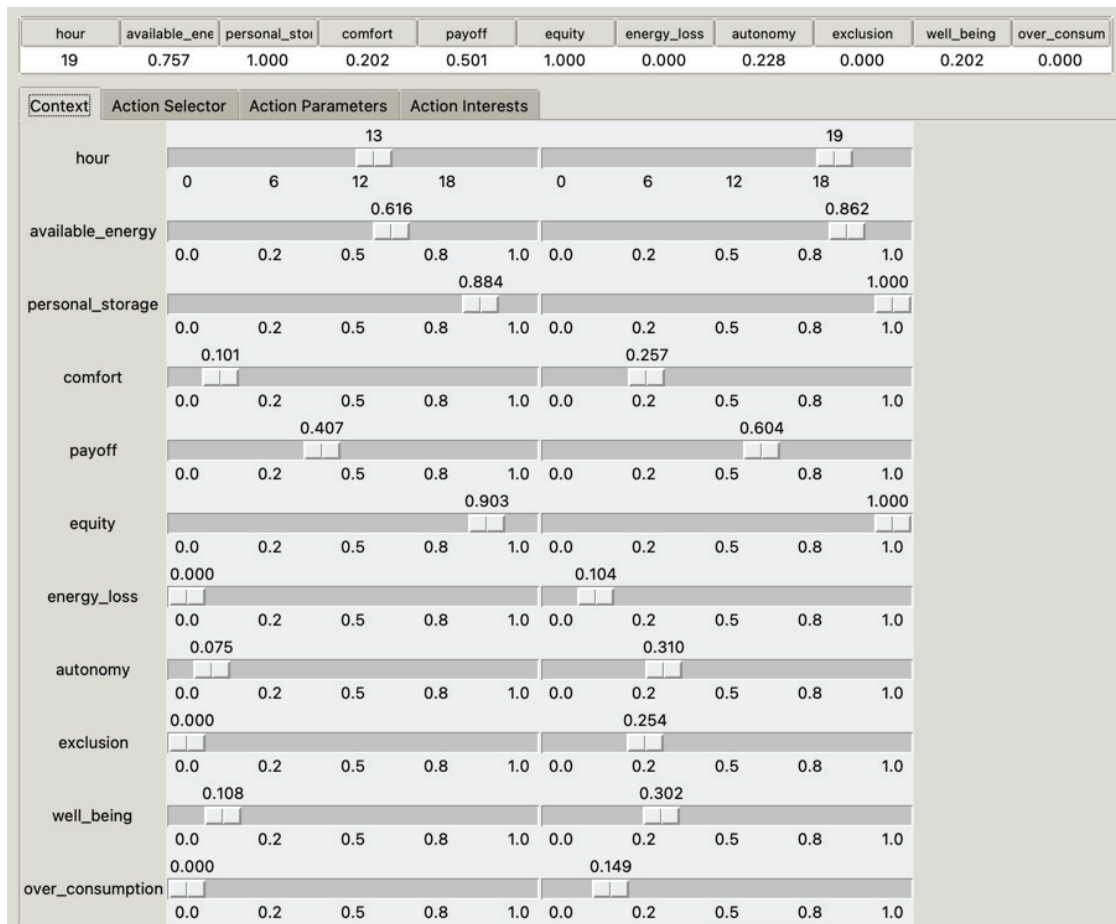 hour available_ene personal_stor comfort payoff equity energy_loss autonomy exclusion well_being over_consum
19 0.757 1.000 0.202 0.501 1.000 0.000 0.228 0.000 0.202 0.000
Context Action Selector Action Parameters Action Interests
13 19
hour
0 6 12 18 0 6 12 18
0.616 0.862
available_energy
0.0 0.2 0.5 0.8 1.0 0.0 0.2 0.5 0.8 1.0
0.884 1.000
personal_storage
0.0 0.2 0.5 0.8 1.0 0.0 0.2 0.5 0.8 1.0
0.101 0.257
comfort
0.0 0.2 0.5 0.8 1.0 0.0 0.2 0.5 0.8 1.0
0.407 0.604
payoff
0.0 0.2 0.5 0.8 1.0 0.0 0.2 0.5 0.8 1.0
0.903 1.000
equity
0.0 0.2 0.5 0.8 1.0 0.0 0.2 0.5 0.8 1.0
0.000 0.104
energy_loss
0.0 0.2 0.5 0.8 1.0 0.0 0.2 0.5 0.8 1.0
0.075 0.310
autonomy
0.0 0.2 0.5 0.8 1.0 0.0 0.2 0.5 0.8 1.0
0.000 0.254
exclusion
0.0 0.2 0.5 0.8 1.0 0.0 0.2 0.5 0.8 1.0
0.108 0.302
well_being
0.0 0.2 0.5 0.8 1.0 0.0 0.2 0.5 0.8 1.0
0.000 0.149
over_consumption
0.0 0.2 0.5 0.8 1.0 0.0 0.2 0.5 0.8 1.0